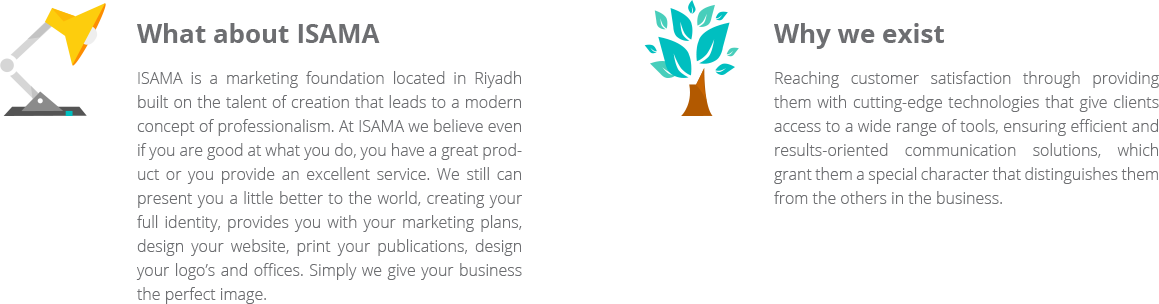 What about ISAMA
ISAMA is a marketing foundation located in Riyadh
built on the talent of creation that leads to a modern
concept of professionalism. At ISAMA we believe even
if you are good at what you do, you have a great prod-
uct or you provide an excellent service. We still can
present you a little better to the world, creating your
full identity, provides you with your marketing plans,
design your website, print your publications, design
your logo’s and offices. Simply we give your business
the perfect image.
Why we exist
Reaching customer satisfaction through providing
them with cutting-edge technologies that give clients
access to a wide range of tools, ensuring efficient and
results-oriented communication solutions, which
grant them a special character that distinguishes them
from the others in the business.